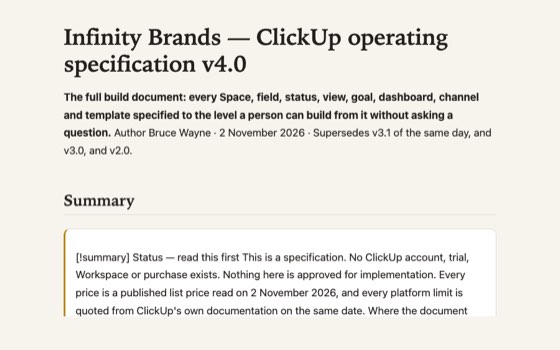 Infinity Brands — ClickUp operating
specification v4.0
The full build document: every Space, field, status, view, goal, dashboard, channel
and template specified to the level a person can build from it without asking a
question. Author Bruce Wayne · 2 November 2026 · Supersedes v3.1 of the same day, and
v3.0, and v2.0.
Summary
[!summary] Status — read this first This is a specification. No ClickUp account, trial,
Workspace or purchase exists. Nothing here is approved for implementation. Every
price is a published list price read on 2 November 2026, and every platform limit is
quoted from ClickUp's own documentation on the same date. Where the document